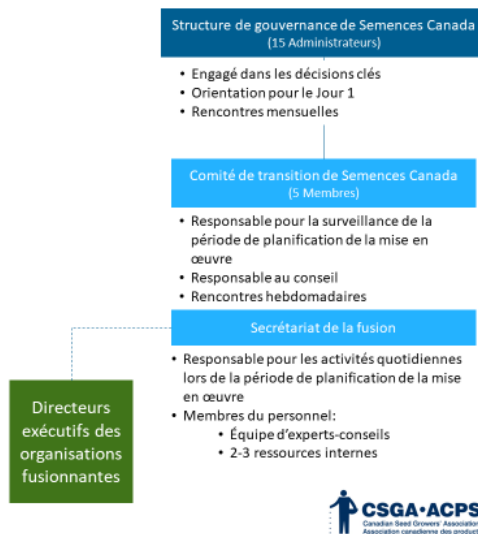 Structure de gouvernance de Semences Canada
(15 Administrateurs)
• Engagé dans les décisions clés
• Orientation pour le Jour 1
• Rencontres mensuelles
Comité de transition de Semences Canada
(5 Membres)
• Responsable pour la surveillance de la
période de planification de la mise en
œuvre
• Responsable au conseil
• Rencontres hebdomadaires
Secrétariat de la fusion
• Responsable pour les activités quotidiennes
lors de la période de planification de la mise
en œuvre
• Membres du personnel:
• Équipe d'experts-conseils
• 2-3 ressources internes
Directeurs
exécutifs des
organisations
fusionnantes
CSGA•ACPS
Canadian Seed Growers' Association
Association canadienne des